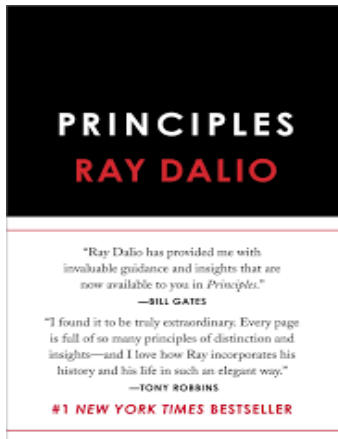 PRINCIPLES
RAY DALIO
“Ray Dalio has provided me with
invaluable guidance and insights that are
now available to you in Principles.”
—BILL GATES
“I found it to be truly extraordinary. Every page
is full of so many principles of distinction and
insights—and I love how Ray incorporates his
history and his life in such an elegant way.”
—TONY ROBBINS
#1 NEW YORK TIMES BESTSELLER